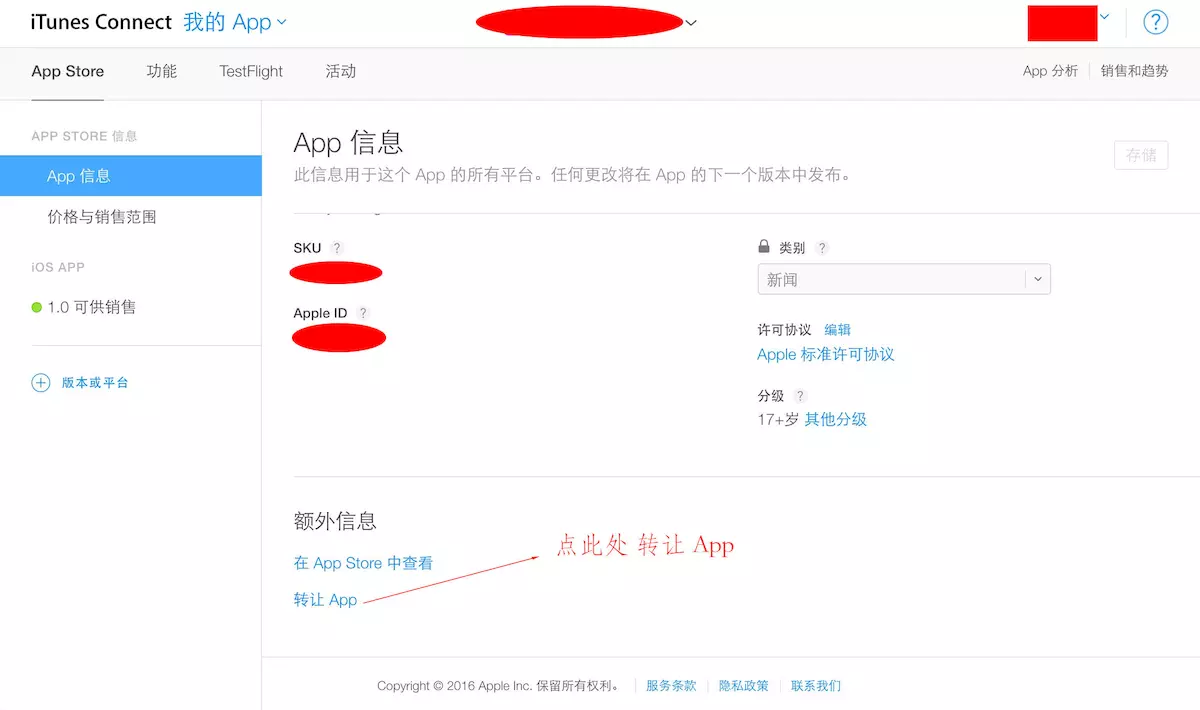 iTunes Connect 我的 App
App Store 功能 TestFlight 活动 App 分析 销售和趋势
APP STORE 信息
App 信息
价格与销售范围
iOS APP
1.0 可供销售
版本或平台
App 信息
存储
此信息用于这个 App 的所有平台。任何更改将在 App 的下一个版本中发布。
SKU ?
Apple ID ?
类别 ?
新闻
许可协议 编辑
Apple 标准许可协议
分级 ?
17+岁 其他分级
额外信息
在 App Store 中查看
转让 App
点此处 转让 App
Copyright © 2016 Apple Inc. 保留所有权利。 服务条款 隐私政策 联系我们